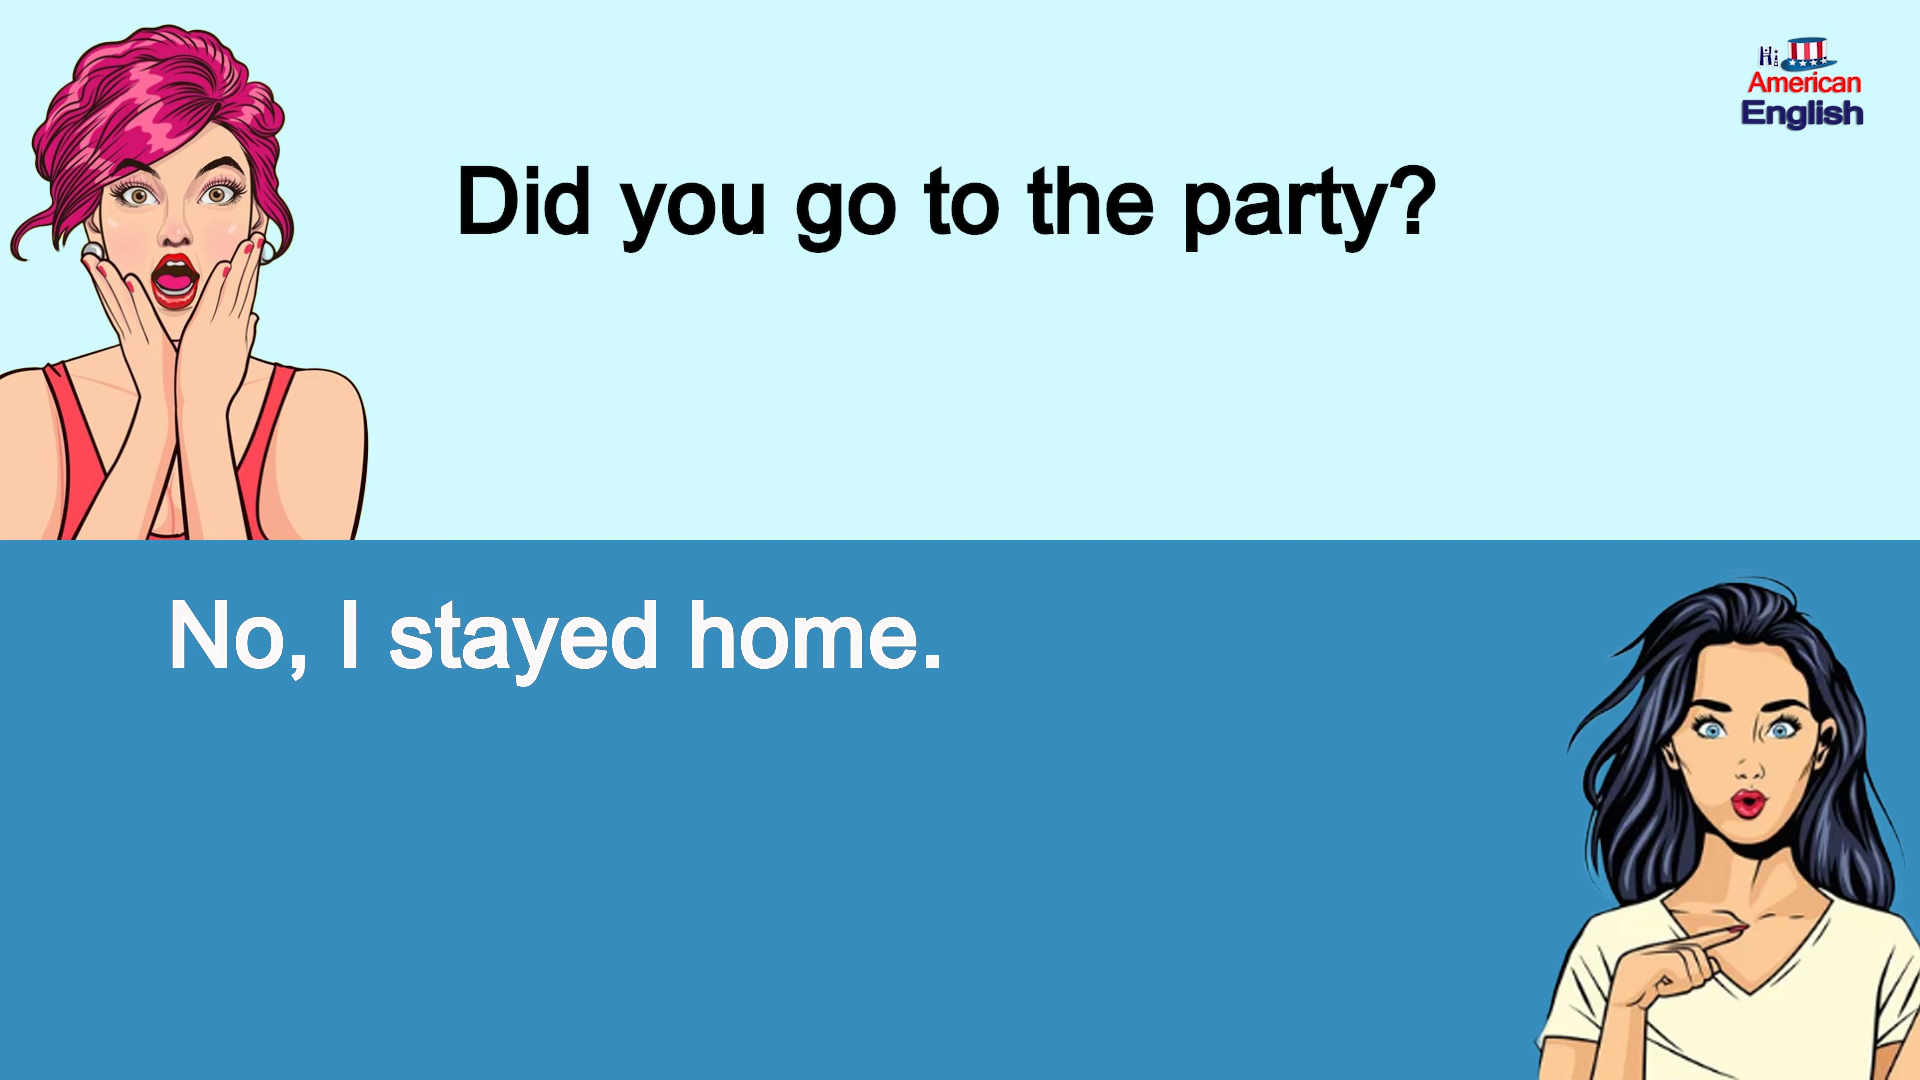 Hi
American
English
Did you go to the party?
No, I stayed home.